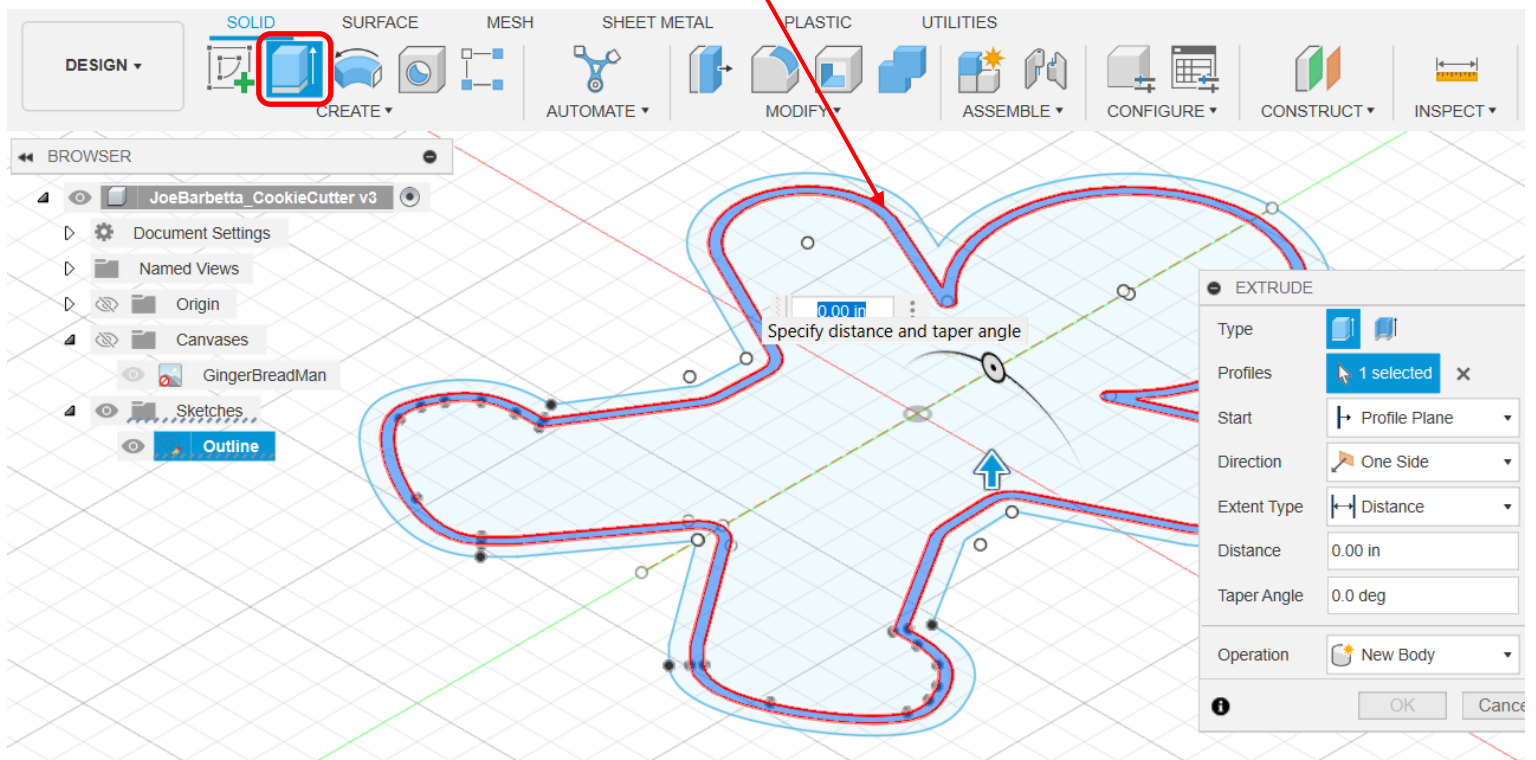 SOLID SURFACE MESH SHEET METAL PLASTIC UTILITIES
DESIGN
CREATE AUTOMATE MODIFY ASSEMBLE CONFIGURE CONSTRUCT INSPECT
BROWSER
JoeBarbetta_CookieCutter v3
Document Settings
Named Views
Origin
Canvases
GingerBreadMan
Sketches
Outline
0.00 in
Specify distance and taper angle
EXTRUDE
Type
Profiles 1 selected
Start Profile Plane
Direction One Side
Extent Type Distance
Distance 0.00 in
Taper Angle 0.0 deg
Operation New Body
OK Cance